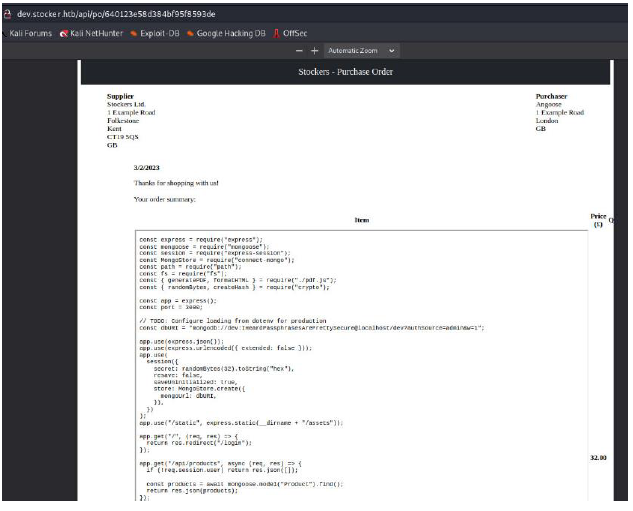 dev.stocker.htb/api/po/640123e58d384bf95f8593de
Kali Forums Kali NetHunter Exploit-DB Google Hacking DB OffSec
Automatic Zoom
Stockers - Purchase Order
Supplier
Stockers Ltd.
1 Example Road
Folkestone
Kent
CT19 5QS
GB
Purchaser
Angoose
1 Example Road
London
GB
3/2/2023
Thanks for shopping with us!
Your order summary:
Item
Price
(£)
Q
const express = require("express");
const mongoose = require("mongoose");
const session = require("express-session");
const MongoStore = require("connect-mongo");
const path = require("path");
const fs = require("fs");
const { generatePDF, formatHTML } = require("./pdf.js");
const { randomBytes, createHash } = require("crypto");
const app = express();
const port = 3000;
// TODO: Configure loading from dotenv for production
const dbURI = "mongodb://dev:IHeardPassphrasesArePrettySecure@localhost/dev?authSource=admin&w=1";
app.use(express.json());
app.use(express.urlencoded({ extended: false }));
app.use(
session({
secret: randomBytes(32).toString("hex"),
resave: false,
saveUninitialized: true,
store: MongoStore.create({
mongoUrl: dbURI,
}),
})
);
app.use("/static", express.static(__dirname + "/assets"));
app.get("/", (req, res) => {
return res.redirect("/login");
});
app.get("/api/products", async (req, res) => {
if (!req.session.user) return res.json([]);
const products = await mongoose.model("Product").find();
return res.json(products);
});
32.00